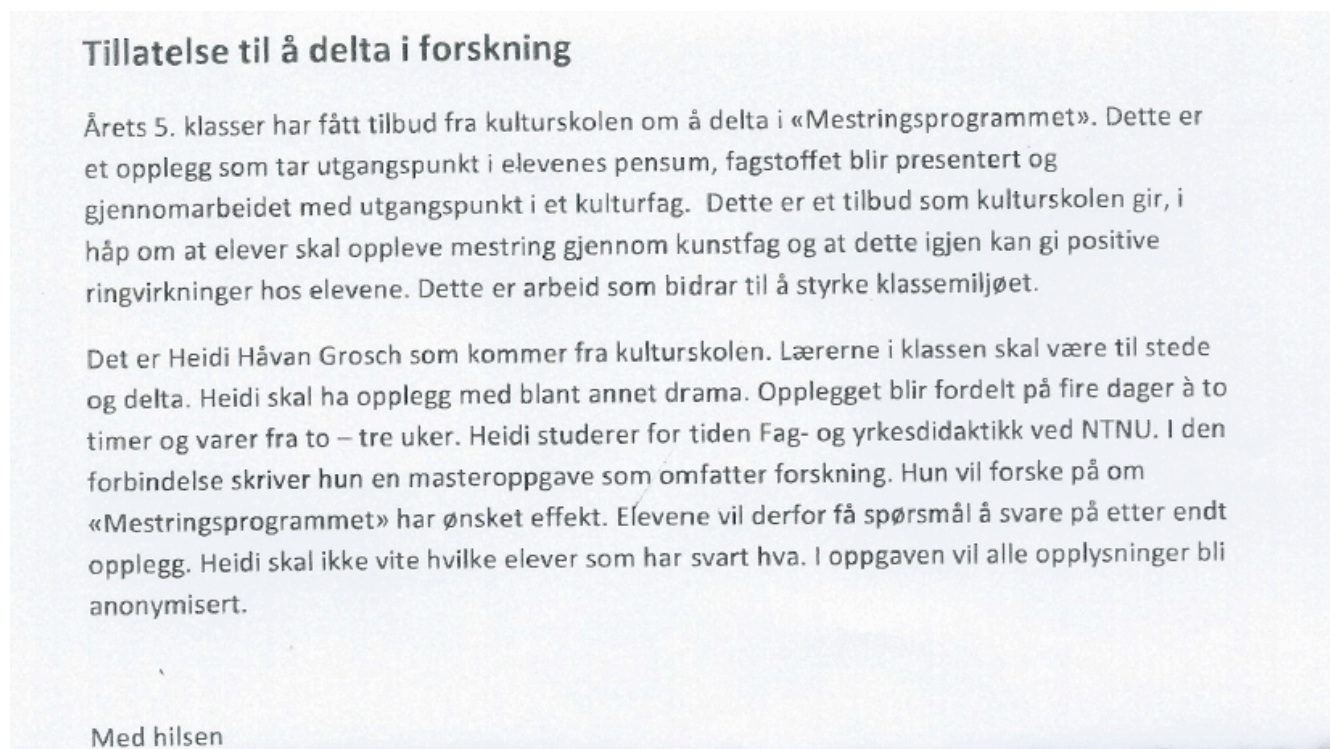 Tillatelse til å delta i forskning
Årets 5. klasser har fått tilbud fra kulturskolen om å delta i «Mestringsprogrammet». Dette er
et opplegg som tar utgangspunkt i elevenes pensum, fagstoffet blir presentert og
gjennomarbeidet med utgangspunkt i et kulturfag.  Dette er et tilbud som kulturskolen gir, i
håp om at elever skal oppleve mestring gjennom kunstfag og at dette igjen kan gi positive
ringvirkninger hos elevene. Dette er arbeid som bidrar til å styrke klassemiljøet.
Det er Heidi Håvan Grosch som kommer fra kulturskolen. Lærerne i klassen skal være til stede
og delta. Heidi skal ha opplegg med blant annet drama. Opplegget blir fordelt på fire dager à to
timer og varer fra to – tre uker. Heidi studerer for tiden Fag- og yrkesdidaktikk ved NTNU. I den
forbindelse skriver hun en masteroppgave som omfatter forskning. Hun vil forske på om
«Mestringsprogrammet» har ønsket effekt. Elevene vil derfor få spørsmål å svare på etter endt
opplegg. Heidi skal ikke vite hvilke elever som har svart hva. I oppgaven vil alle opplysninger bli
anonymisert.
Med hilsen